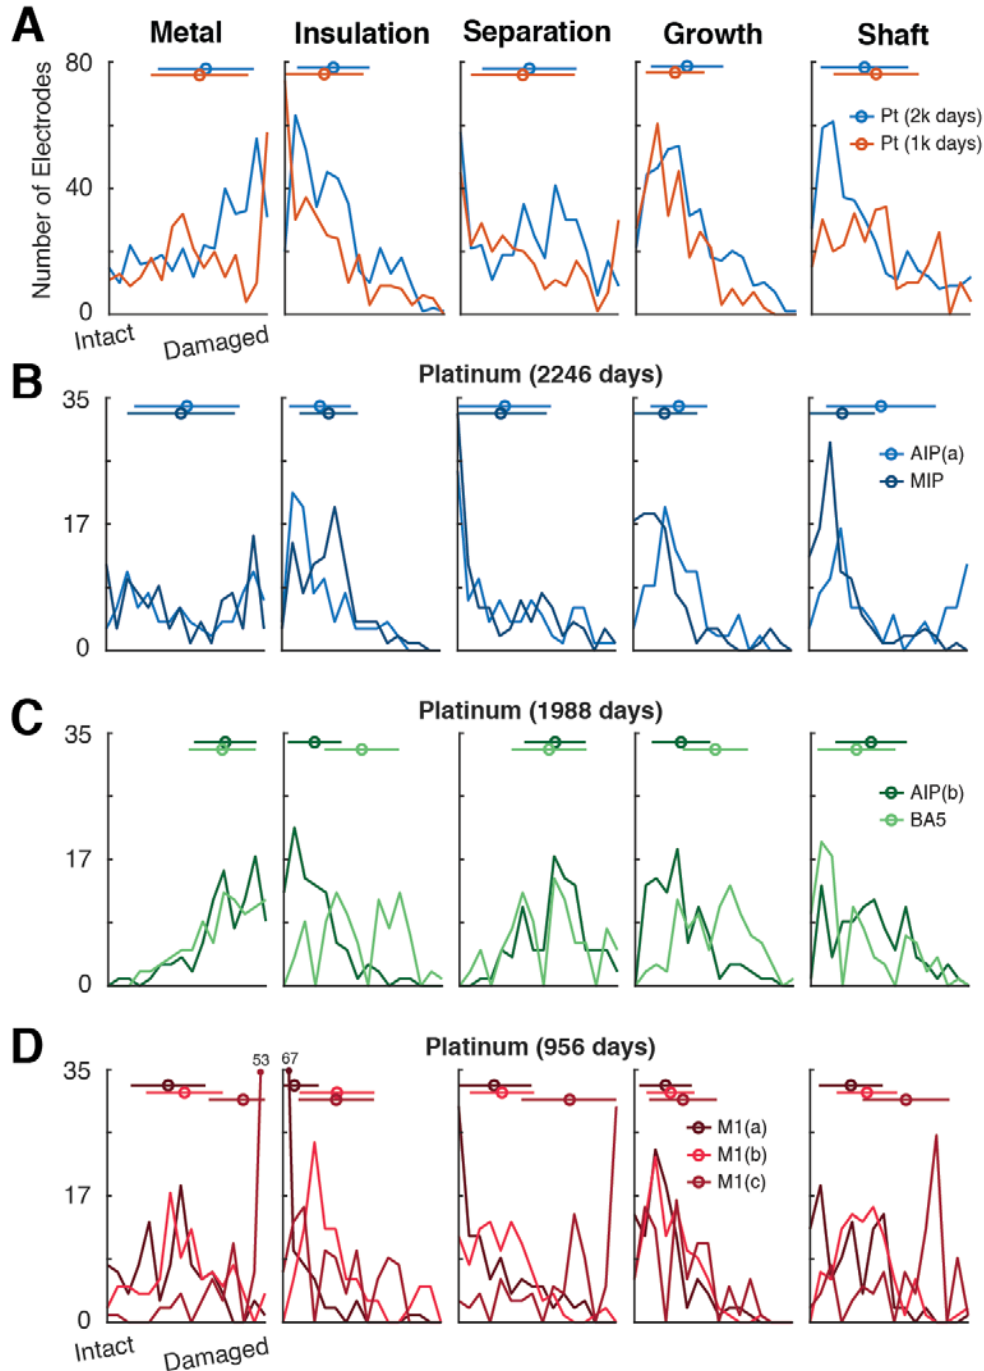 A
Metal
Insulation
Separation
Growth
Shaft
Number of Electrodes
80
40
0
Pt (2k days)
Pt (1k days)
Intact
Damaged
B
Platinum (2246 days)
35
17
0
AIP(a)
MIP
C
Platinum (1988 days)
35
17
0
AIP(b)
BA5
D
Platinum (956 days)
53
67
35
17
0
M1(a)
M1(b)
M1(c)
Intact
Damaged